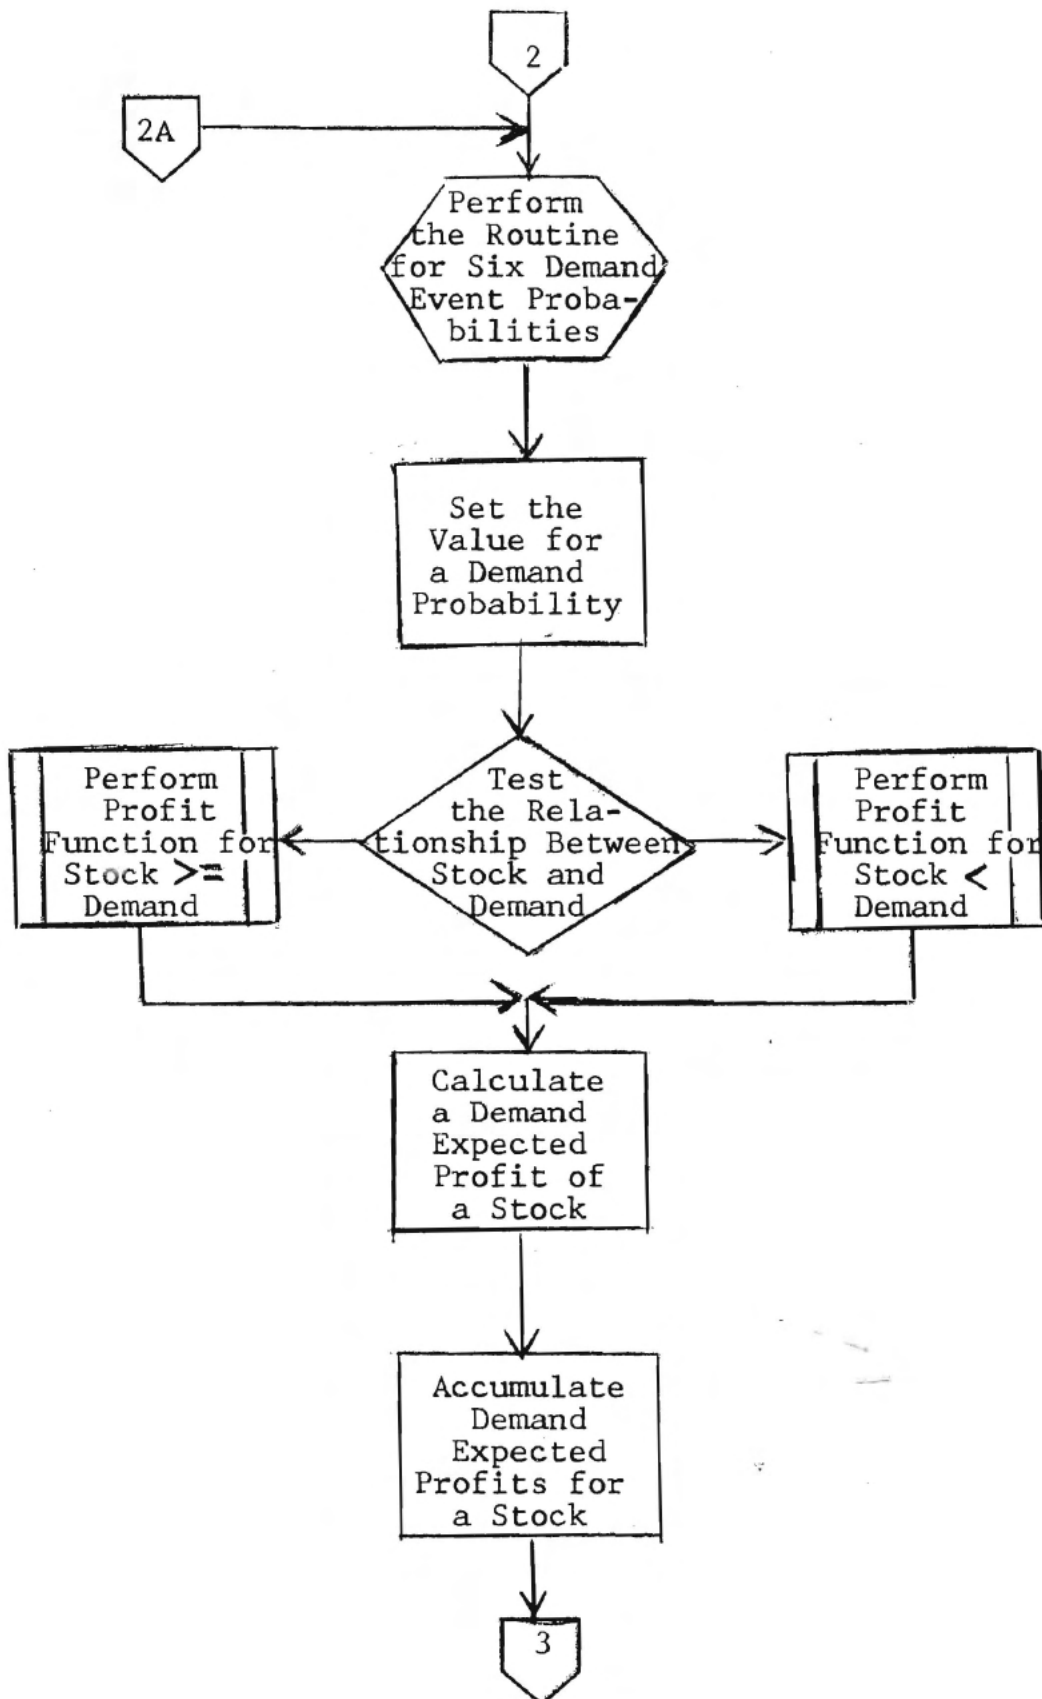 2
2A
Perform
the Routine
for Six Demand
Event Proba-
bilities
Set the
Value for
a Demand
Probability
Test
the Rela-
tionship Between
Stock and
Demand
Perform
Profit
Function for
Stock >=
Demand
Perform
Profit
Function for
Stock <
Demand
Calculate
a Demand
Expected
Profit of
a Stock
Accumulate
Demand
Expected
Profits for
a Stock
3